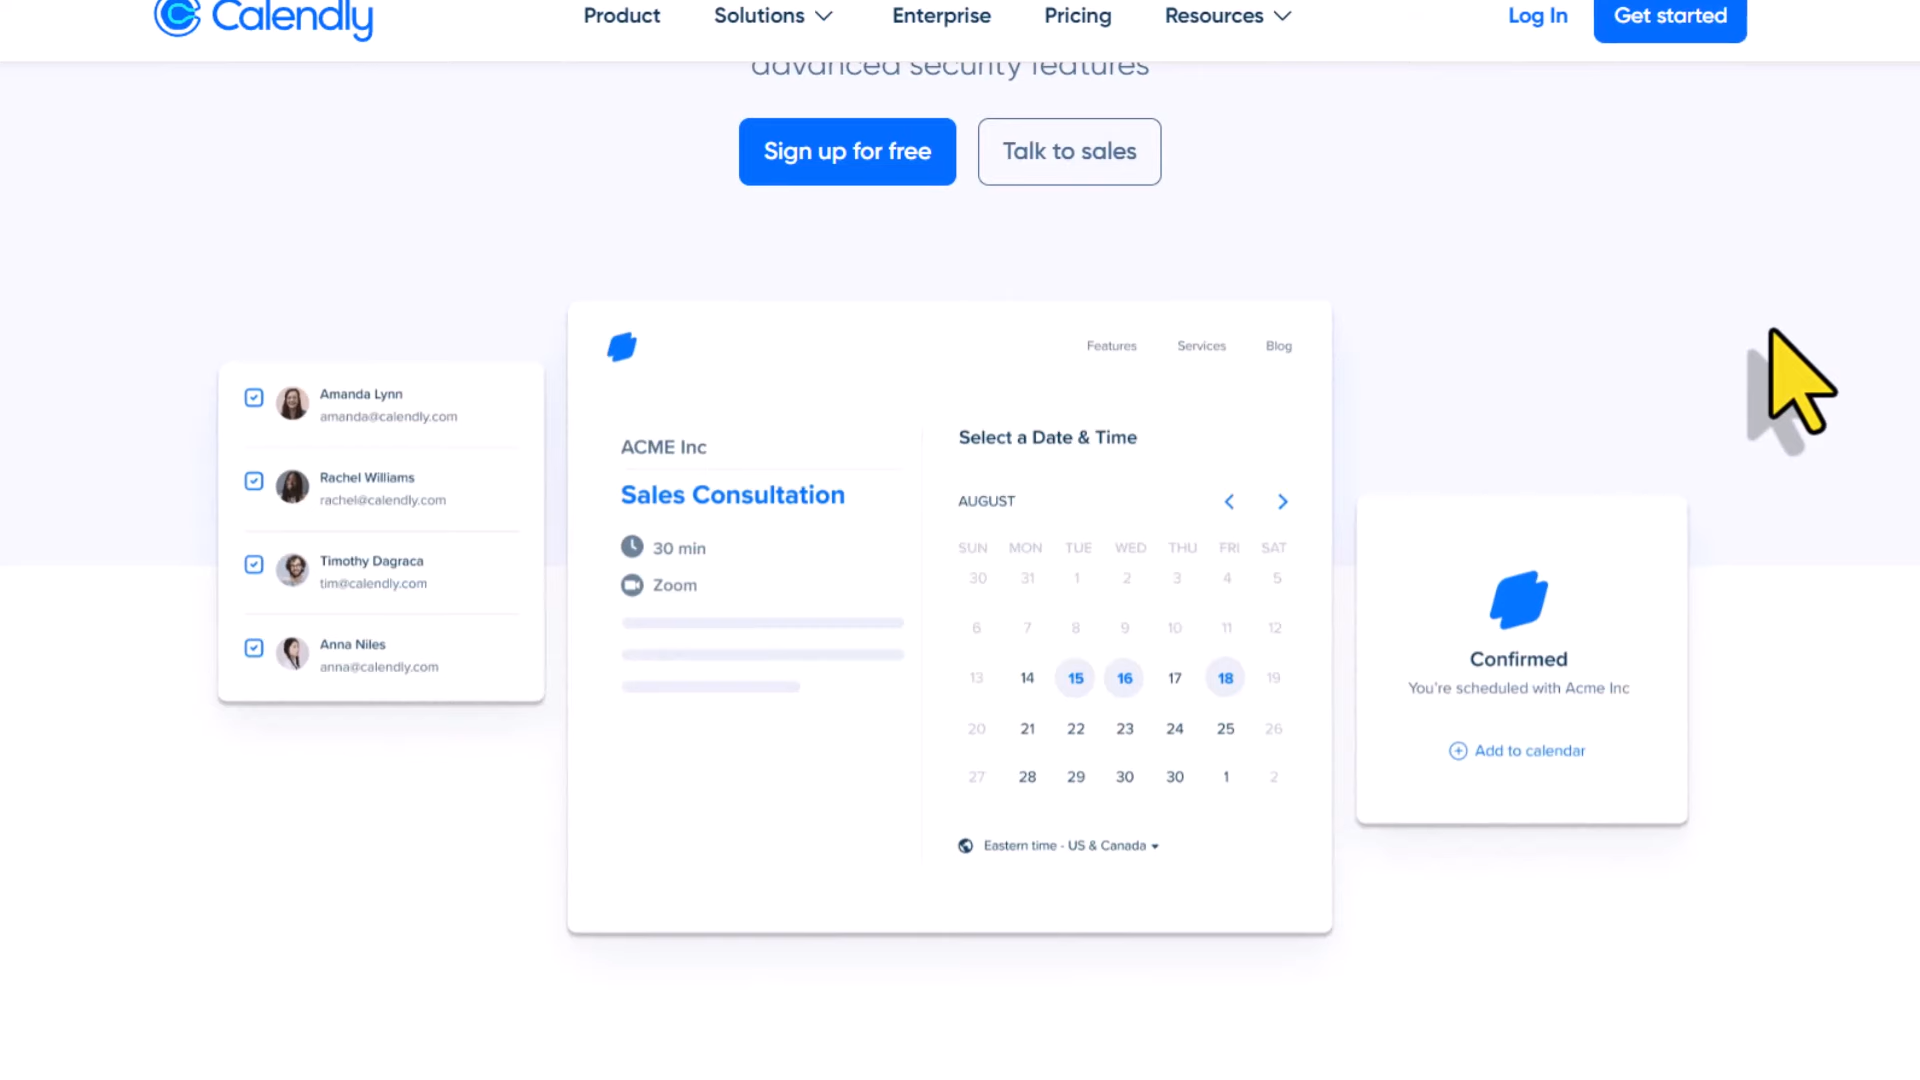 Calendly
Product
Solutions
Enterprise
Pricing
Resources
Log In
Get started
advanced security features
Sign up for free
Talk to sales
Amanda Lynn
amanda@calendly.com
Rachel Williams
rachel@calendly.com
Timothy Dagraca
tim@calendly.com
Anna Niles
anna@calendly.com
Features
Services
Blog
ACME Inc
Sales Consultation
30 min
Zoom
Select a Date & Time
AUGUST
SUN MON TUE WED THU FRI SAT
30 31 1 2 3 4 5
6 7 8 9 10 11 12
13 14 15 16 17 18 19
20 21 22 23 24 25 26
27 28 29 30 30 1 2
Eastern time - US & Canada
Confirmed
You're scheduled with Acme Inc
Add to calendar